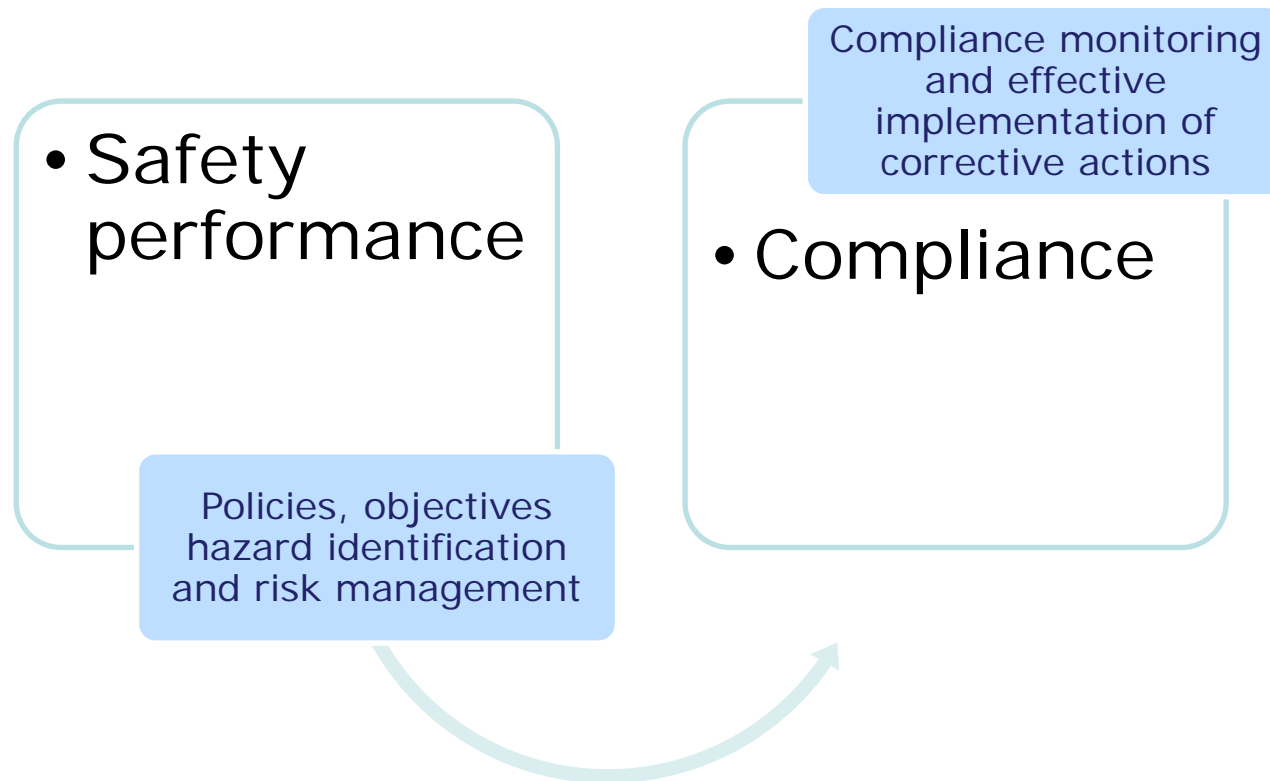 • Safety
performance
Policies, objectives
hazard identification
and risk management
Compliance monitoring
and effective
implementation of
corrective actions
• Compliance